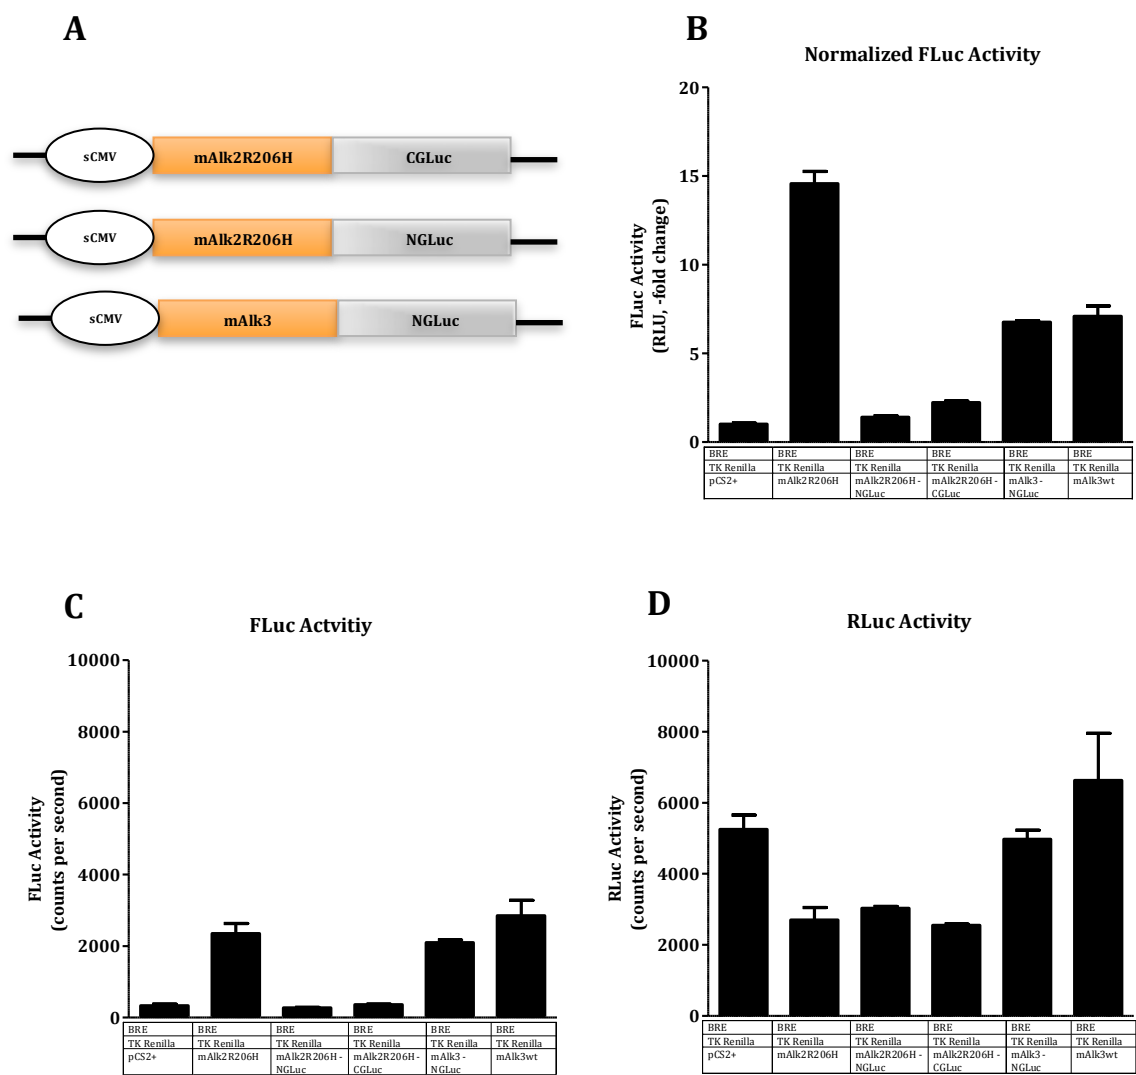 A
sCMV mAlk2R206H CGLuc
sCMV mAlk2R206H NGLuc
sCMV mAlk3 NGLuc
B
Normalized FLuc Activity
FLuc Activity
(RLU, -fold change)
20
15
10
5
0
BRE BRE BRE BRE BRE BRE
TK Renilla TK Renilla TK Renilla TK Renilla TK Renilla TK Renilla
pCS2+ mAlk2R206H mAlk2R206H - mAlk2R206H - mAlk3 - mAlk3wt
NGLuc CGLuc NGLuc
C
FLuc Actvitiy
FLuc Activity
(counts per second)
10000
8000
6000
4000
2000
0
BRE BRE BRE BRE BRE BRE
TK Renilla TK Renilla TK Renilla TK Renilla TK Renilla TK Renilla
pCS2+ mAlk2R206H mAlk2R206H - mAlk2R206H - mAlk3 - mAlk3wt
NGLuc CGLuc NGLuc
D
RLuc Activity
RLuc Activity
(counts per second)
10000
8000
6000
4000
2000
0
BRE BRE BRE BRE BRE BRE
TK Renilla TK Renilla TK Renilla TK Renilla TK Renilla TK Renilla
pCS2+ mAlk2R206H mAlk2R206H - mAlk2R206H - mAlk3 - mAlk3wt
NGLuc CGLuc NGLuc